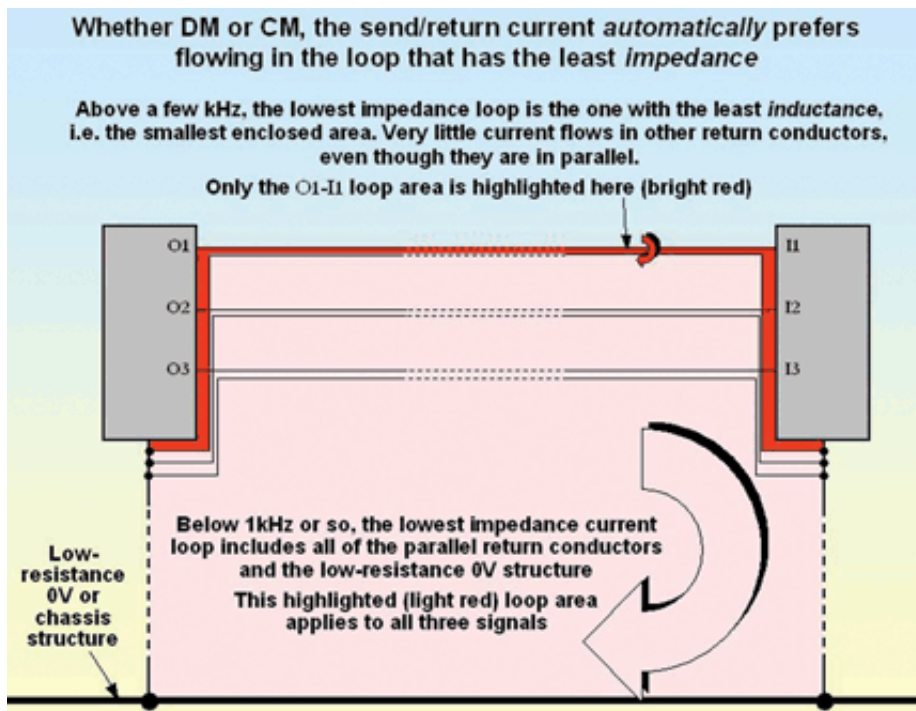 Whether DM or CM, the send/return current automatically prefers
flowing in the loop that has the least impedance
Above a few kHz, the lowest impedance loop is the one with the least inductance,
i.e. the smallest enclosed area. Very little current flows in other return conductors,
even though they are in parallel.
Only the O1-I1 loop area is highlighted here (bright red)
O1
I1
O2
I2
O3
I3
Below 1kHz or so, the lowest impedance current
loop includes all of the parallel return conductors
and the low-resistance 0V structure
This highlighted (light red) loop area
applies to all three signals
Low-
resistance
0V or
chassis
structure